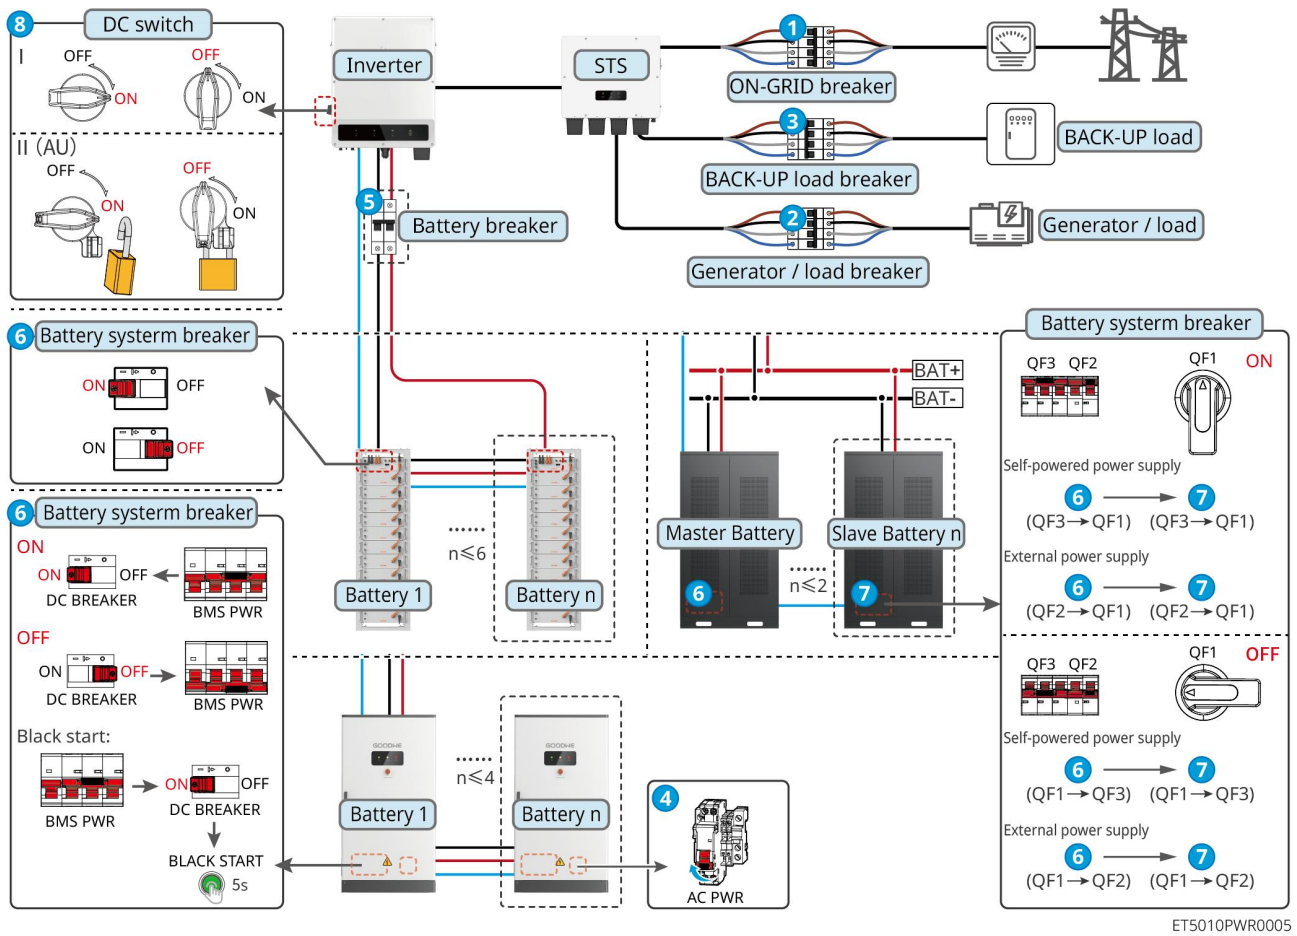 8
DC switch
I
OFF
ON
OFF
ON
II (AU)
OFF
ON
OFF
ON
Inverter
STS
1
ON-GRID breaker
3
BACK-UP load breaker
BACK-UP load
2
Generator / load breaker
Generator / load
5
Battery breaker
6
Battery systerm breaker
ON
OFF
ON
OFF
6
Battery systerm breaker
ON
ON
OFF
DC BREAKER
BMS PWR
OFF
ON
OFF
DC BREAKER
BMS PWR
Black start:
BMS PWR
ON
OFF
DC BREAKER
BLACK START
5s
Battery 1
......
n≤6
Battery n
BAT+
BAT-
Master Battery
6
......
n≤2
Slave Battery n
7
GOODWE
Battery 1
......
n≤4
GOODWE
Battery n
4
AC PWR
Battery systerm breaker
QF3 QF2
QF1
ON
Self-powered power supply
6 → 7
(QF3→QF1) (QF3→QF1)
External power supply
6 → 7
(QF2→QF1) (QF2→QF1)
QF3 QF2
QF1
OFF
Self-powered power supply
6 → 7
(QF1→QF3) (QF1→QF3)
External power supply
6 → 7
(QF1→QF2) (QF1→QF2)
ET5010PWR0005